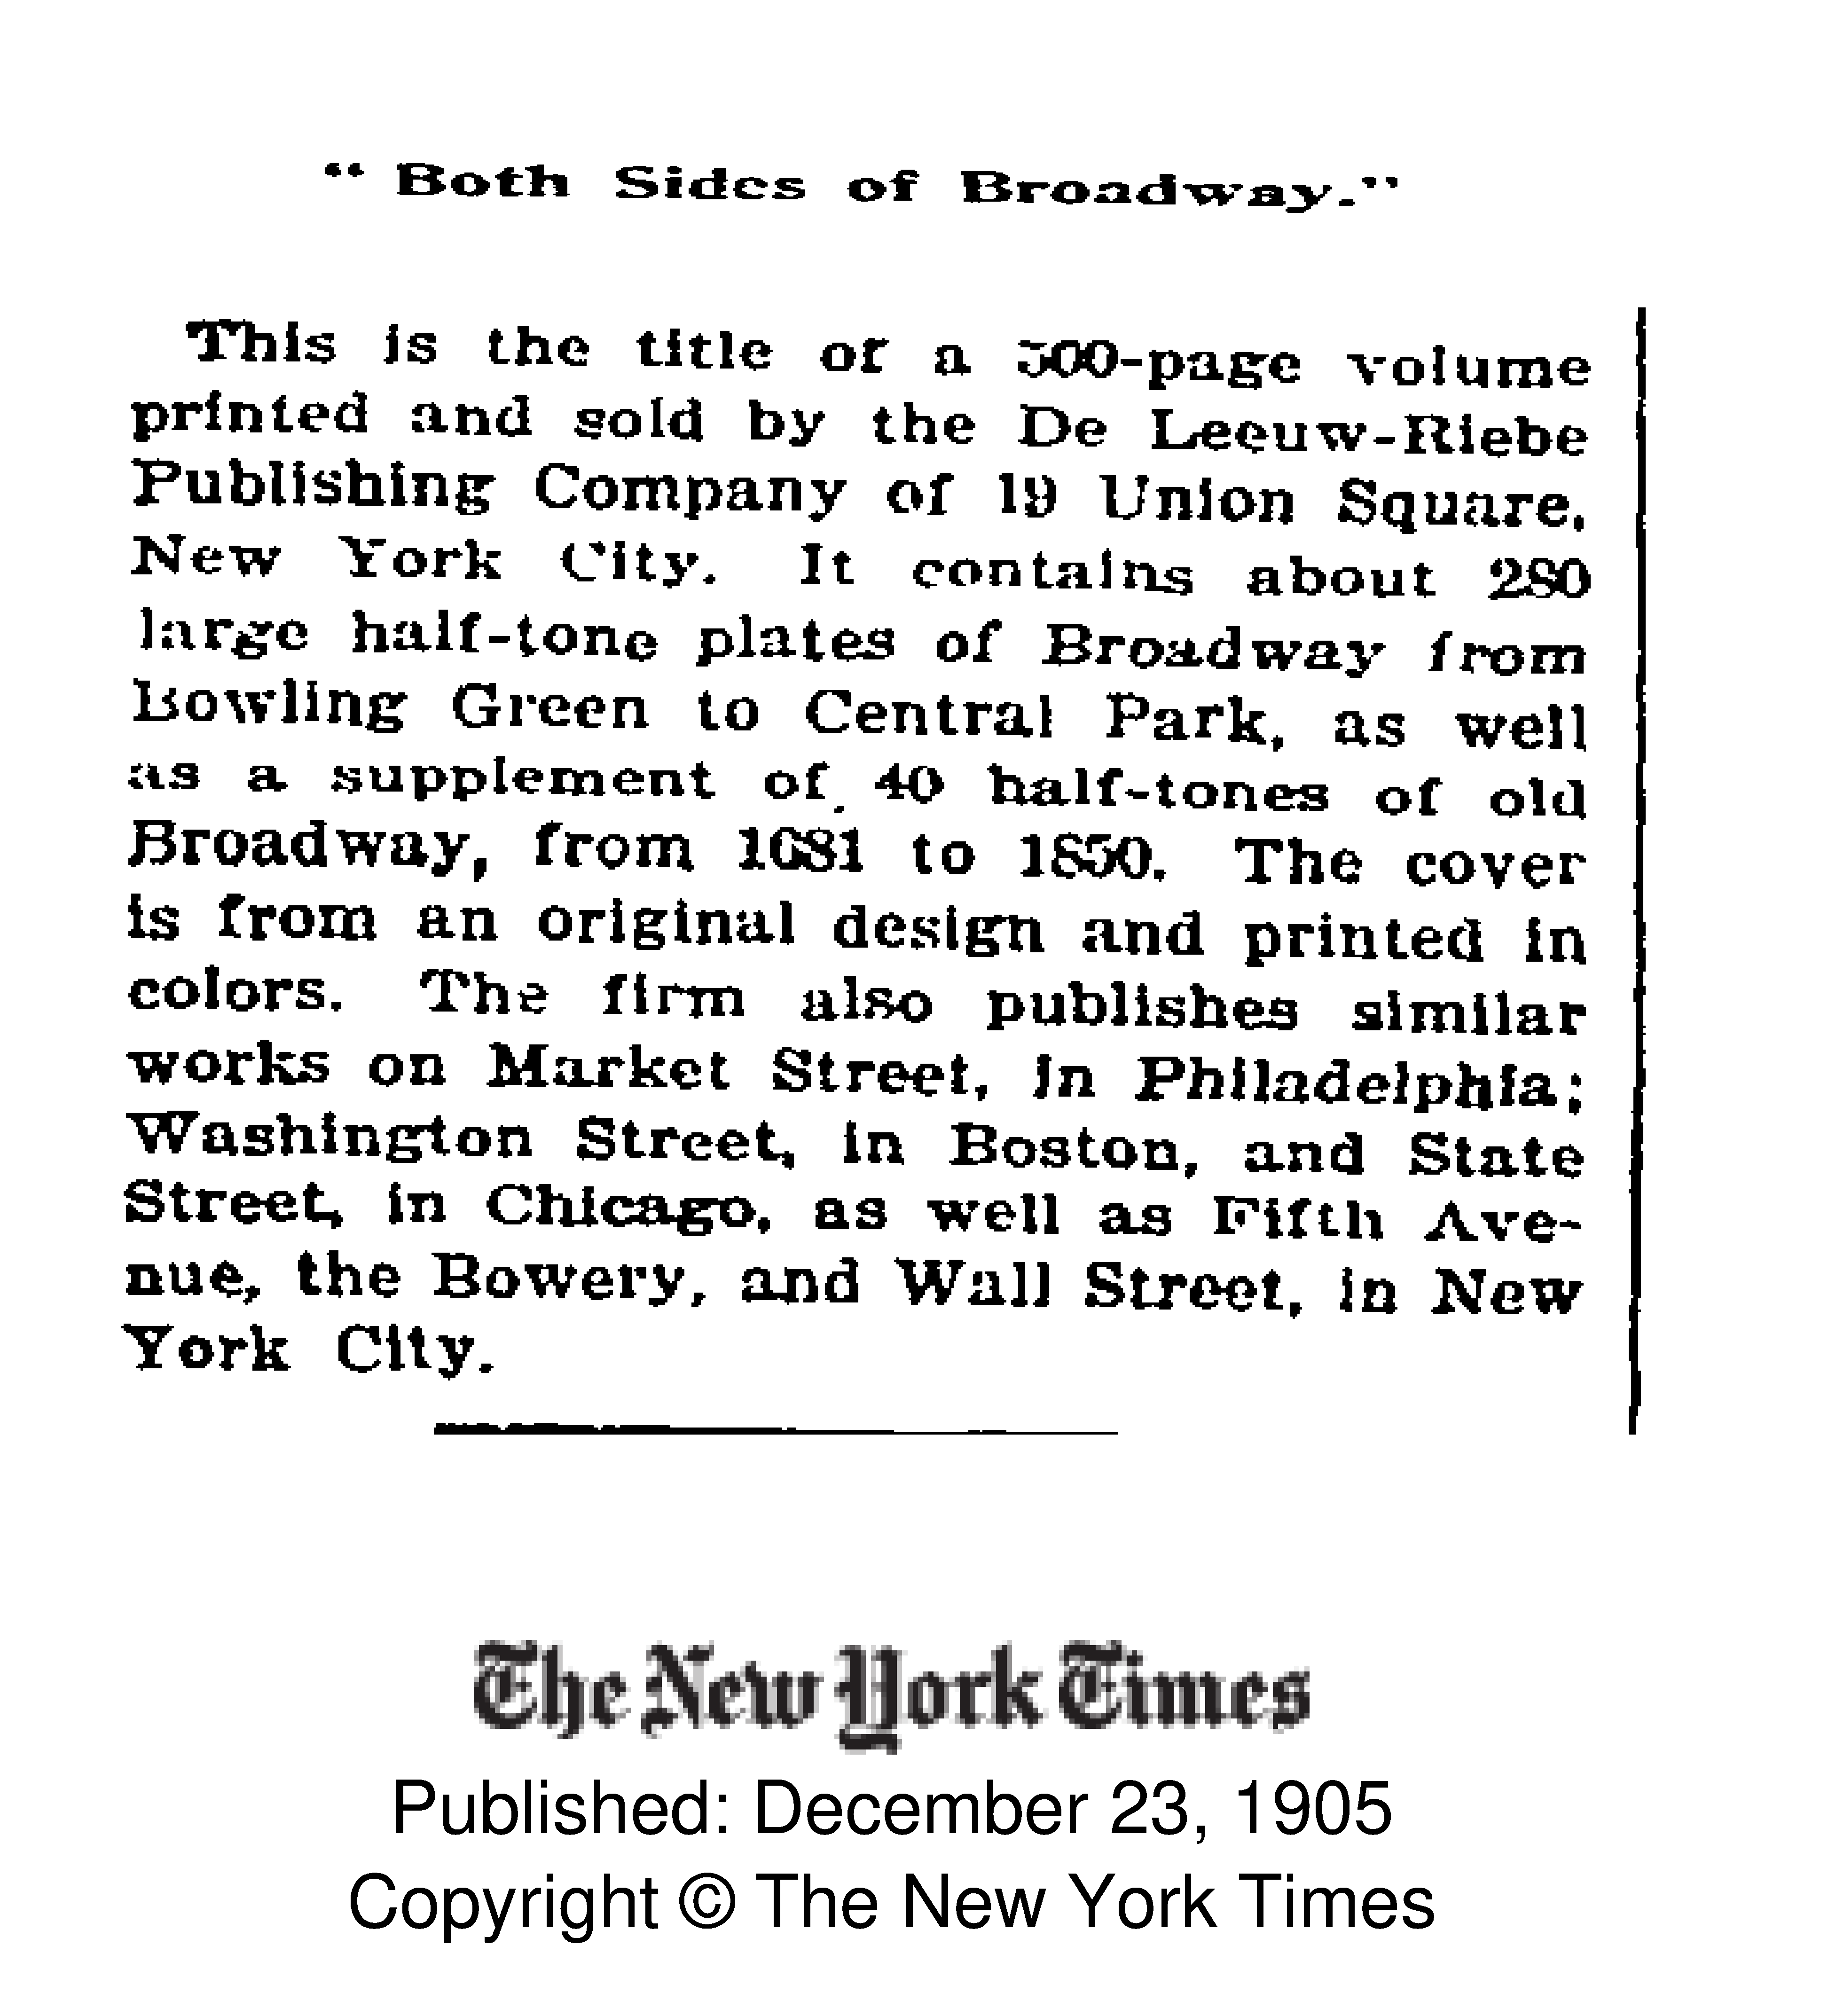 “ Both Sides of Broadway.”
This is the title of a 500-page volume
printed and sold by the De Leeuw-Riebe
Publishing Company of 19 Union Square,
New York City. It contains about 280
large half-tone plates of Broadway from
Bowling Green to Central Park, as well
as a supplement of 40 half-tones of old
Broadway, from 1681 to 1850. The cover
is from an original design and printed in
colors. The firm also publishes similar
works on Market Street, in Philadelphia;
Washington Street, in Boston, and State
Street, in Chicago, as well as Fifth Ave-
nue, the Bowery, and Wall Street, in New
York City.
The New York Times
Published: December 23, 1905
Copyright © The New York Times